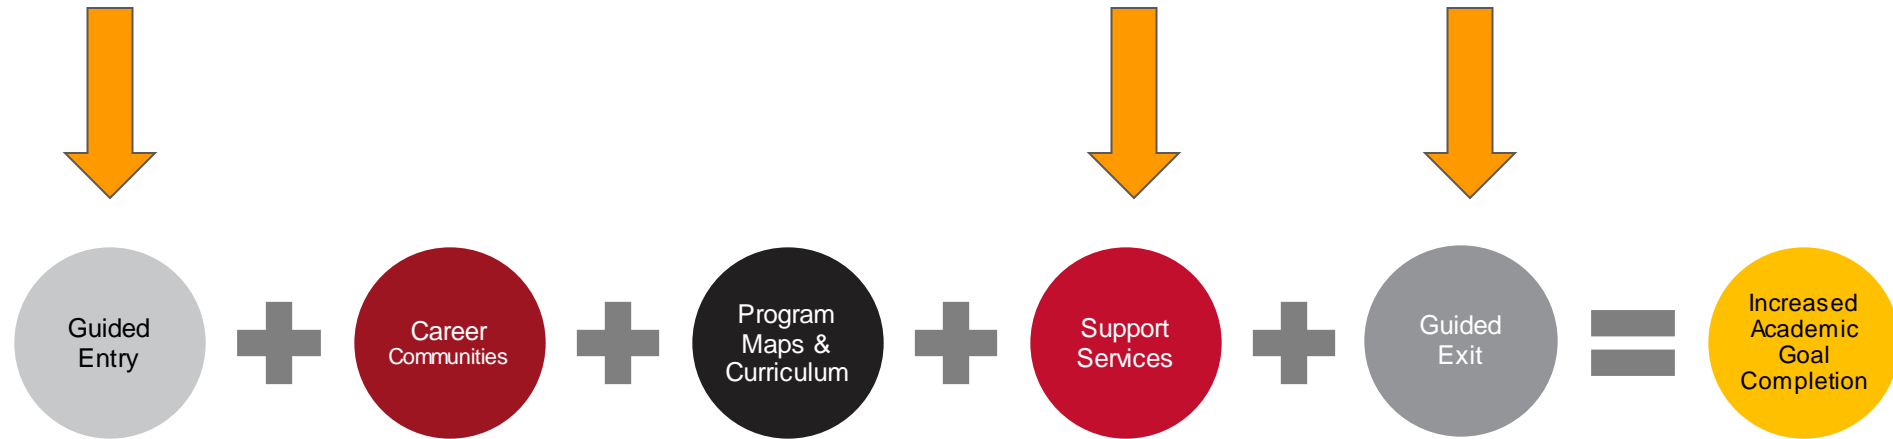 Guided
Entry
Career
Communities
Program
Maps &
Curriculum
Support
Services
Guided
Exit
Increased
Academic
Goal
Completion